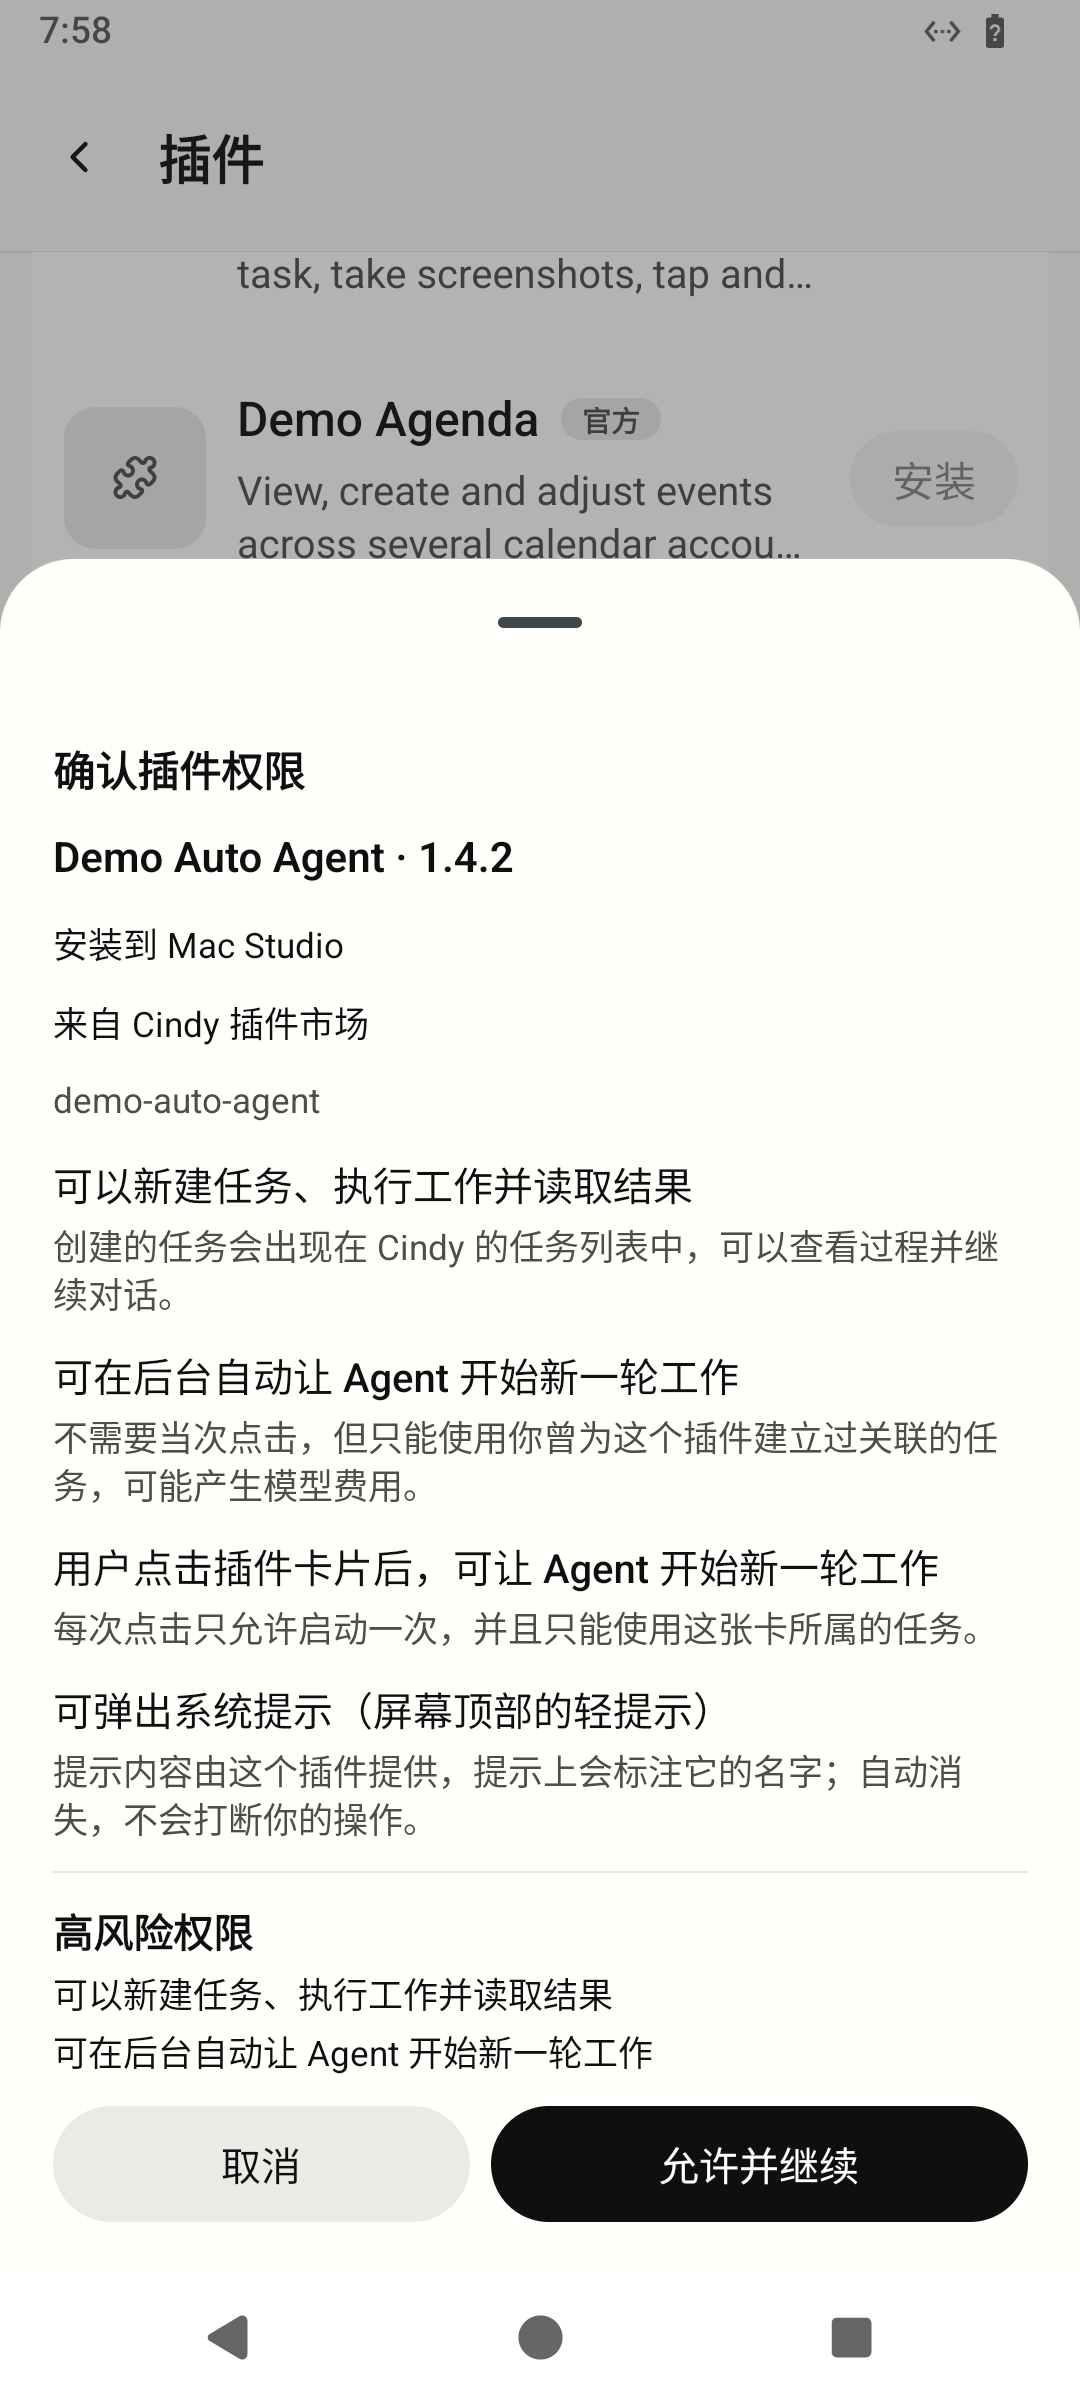 7:58
插件
task, take screenshots, tap and...
Demo Agenda 官方
View, create and adjust events
across several calendar accou...
安装
确认插件权限
Demo Auto Agent · 1.4.2
安装到 Mac Studio
来自 Cindy 插件市场
demo-auto-agent
可以新建任务、执行工作并读取结果
创建的任务会出现在 Cindy 的任务列表中，可以查看过程并继
续对话。
可在后台自动让 Agent 开始新一轮工作
不需要当次点击，但只能使用你曾为这个插件建立过关联的任
务，可能产生模型费用。
用户点击插件卡片后，可让 Agent 开始新一轮工作
每次点击只允许启动一次，并且只能使用这张卡所属的任务。
可弹出系统提示（屏幕顶部的轻提示）
提示内容由这个插件提供，提示上会标注它的名字；自动消
失，不会打断你的操作。
高风险权限
可以新建任务、执行工作并读取结果
可在后台自动让 Agent 开始新一轮工作
取消
允许并继续